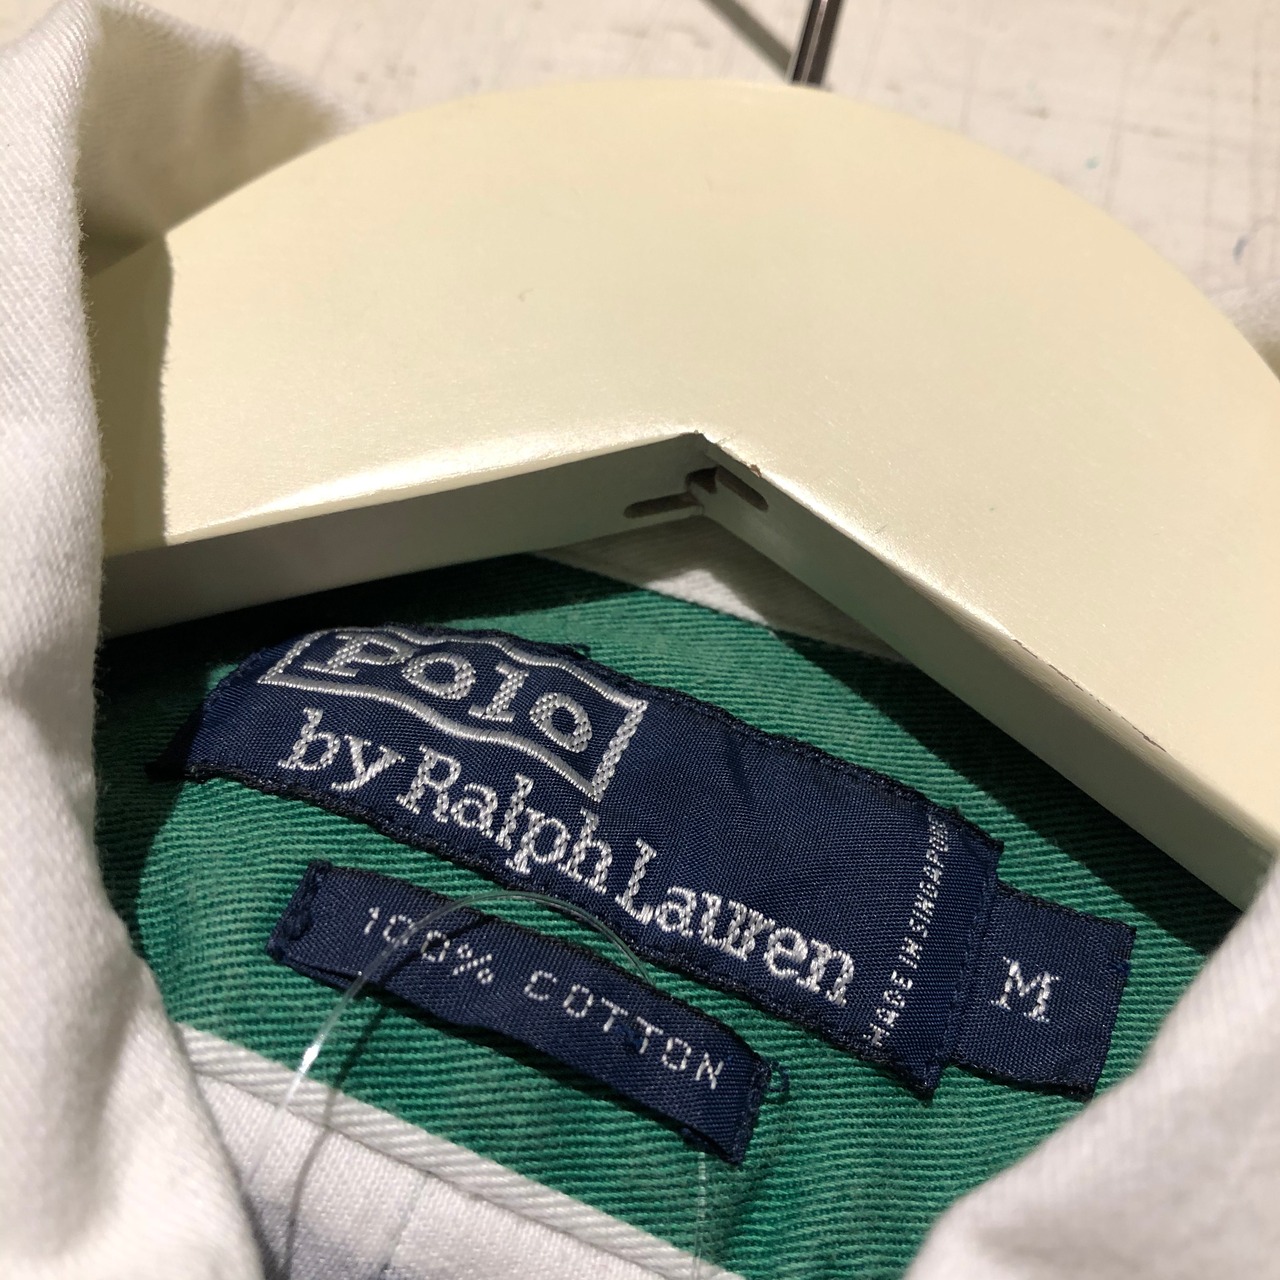 Polo
by Ralph Lauren
MADE IN SINGAPORE
M
100% COTTON